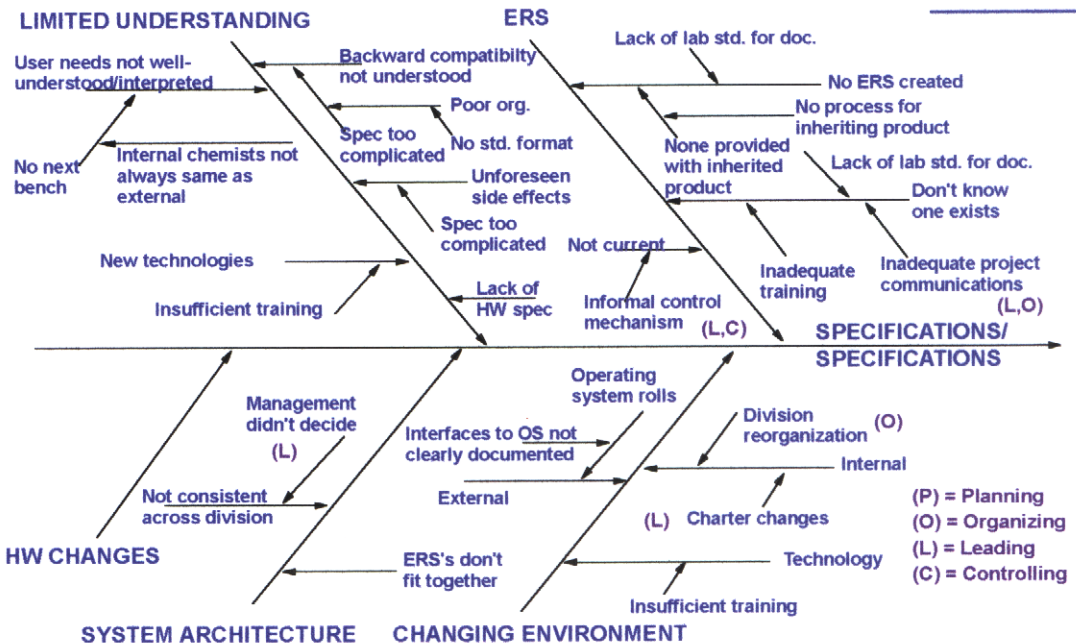 LIMITED UNDERSTANDING
ERS
User needs not well-
understood/interpreted
Backward compatibilty
not understood
Poor org.
Spec too
complicated
No std. format
No next
bench
Internal chemists not
always same as
external
Unforeseen
side effects
Spec too
complicated
New technologies
Insufficient training
Lack of
HW spec
Lack of lab std. for doc.
No ERS created
No process for
inheriting product
None provided
with inherited
product
Lack of lab std. for doc.
Don't know
one exists
Not current
Inadequate
training
Inadequate project
communications
(L,O)
Informal control
mechanism
(L,C)
SPECIFICATIONS/
SPECIFICATIONS
Management
didn't decide
(L)
Not consistent
across division
HW CHANGES
ERS's don't
fit together
SYSTEM ARCHITECTURE
Operating
system rolls
Interfaces to OS not
clearly documented
External
Division
reorganization
(O)
Internal
(L)
Charter changes
Technology
Insufficient training
CHANGING ENVIRONMENT
(P) = Planning
(O) = Organizing
(L) = Leading
(C) = Controlling